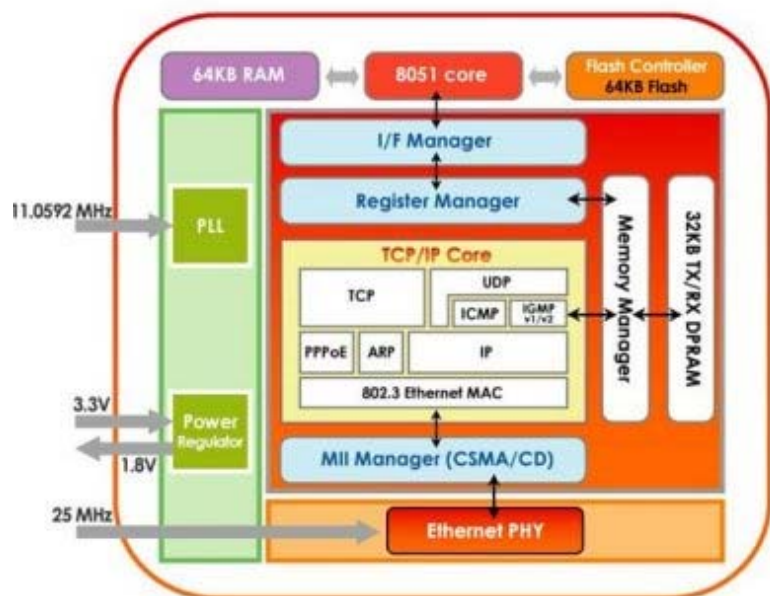 64KB RAM
8051 core
Flash Controller
64KB Flash
I/F Manager
11.0592 MHz
PLL
Register Manager
Memory Manager
32KB TX/RX DPRAM
TCP/IP Core
TCP
UDP
ICMP
IGMP
v1/v2
PPPoE
ARP
IP
802.3 Ethernet MAC
3.3V
Power
Regulator
1.8V
MII Manager (CSMA/CD)
25 MHz
Ethernet PHY